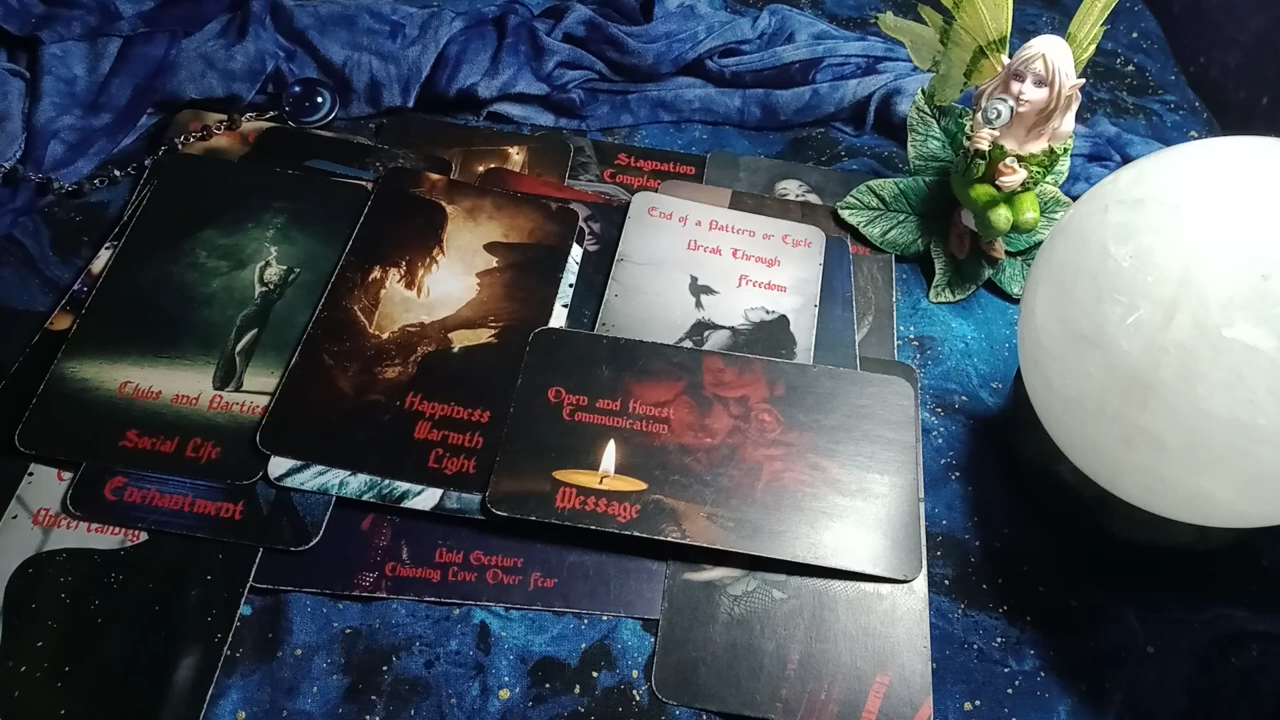 Stagnation
End of a Pattern or Cycle
Break Through
Freedom
Clubs and Parties
Social Life
Happiness
Warmth
Light
Open and Honest
Communication
Message
Enchantment
Uncertainty
Bold Gesture
Choosing Love Over Fear